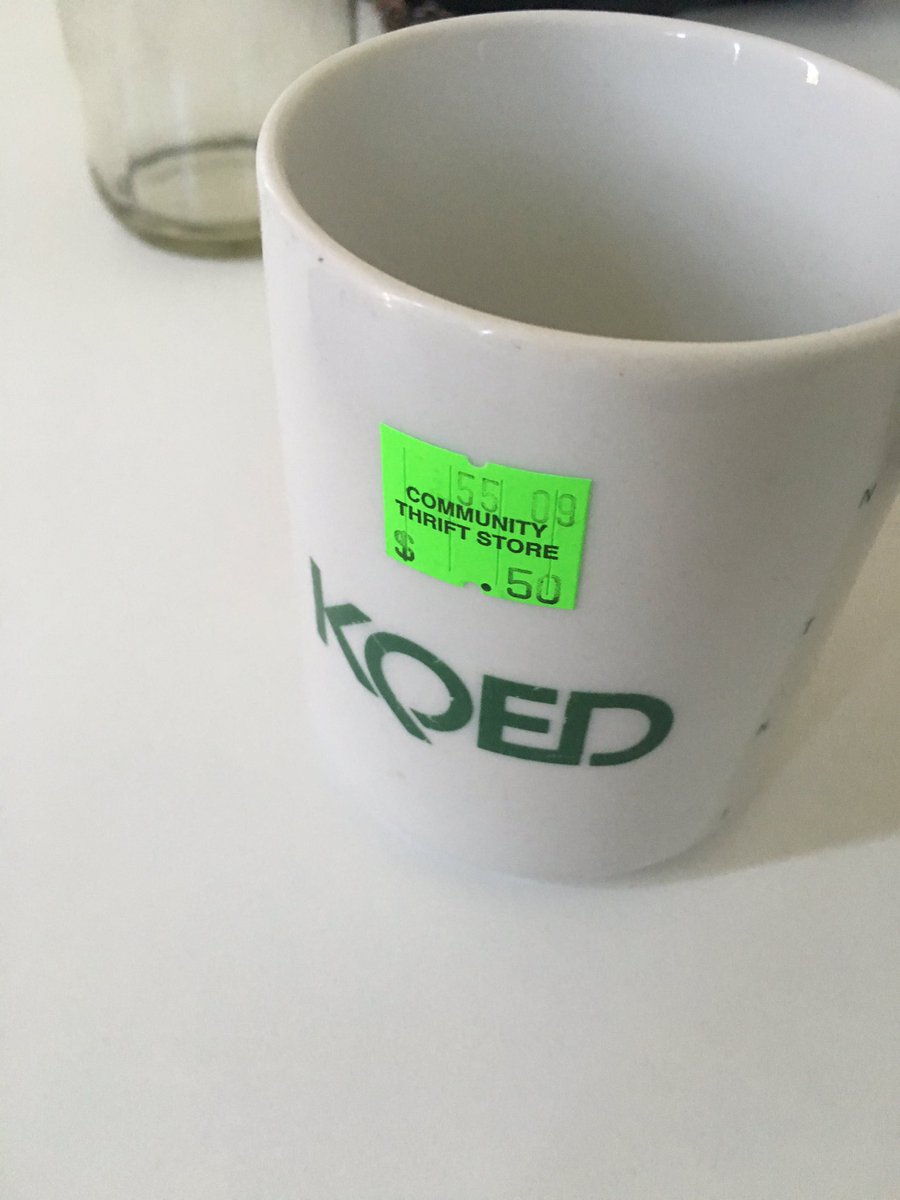 55 09
COMMUNITY
THRIFT STORE
$ .50
KQED